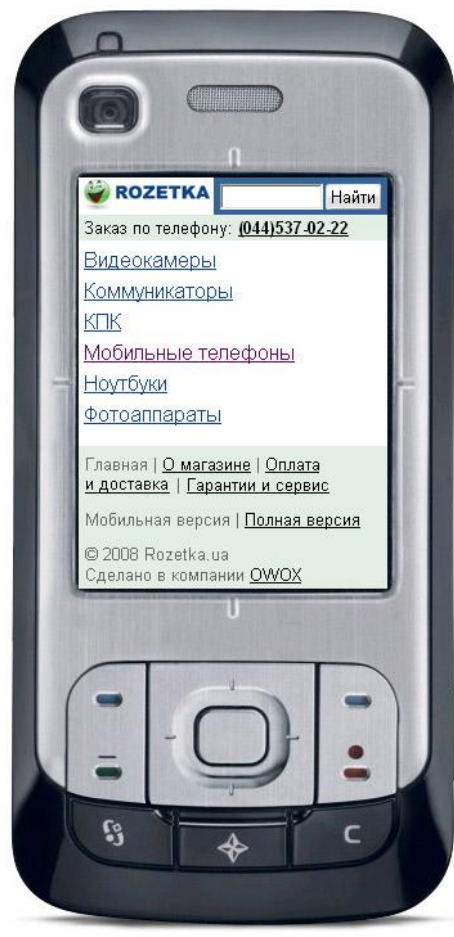 ROZETKA Найти
Заказ по телефону: (044)537-02-22
Видеокамеры
Коммуникаторы
КПК
Мобильные телефоны
Ноутбуки
Фотоаппараты
Главная | О магазине | Оплата
и доставка | Гарантии и сервис
Мобильная версия | Полная версия
© 2008 Rozetka.ua
Сделано в компании OWOX
C